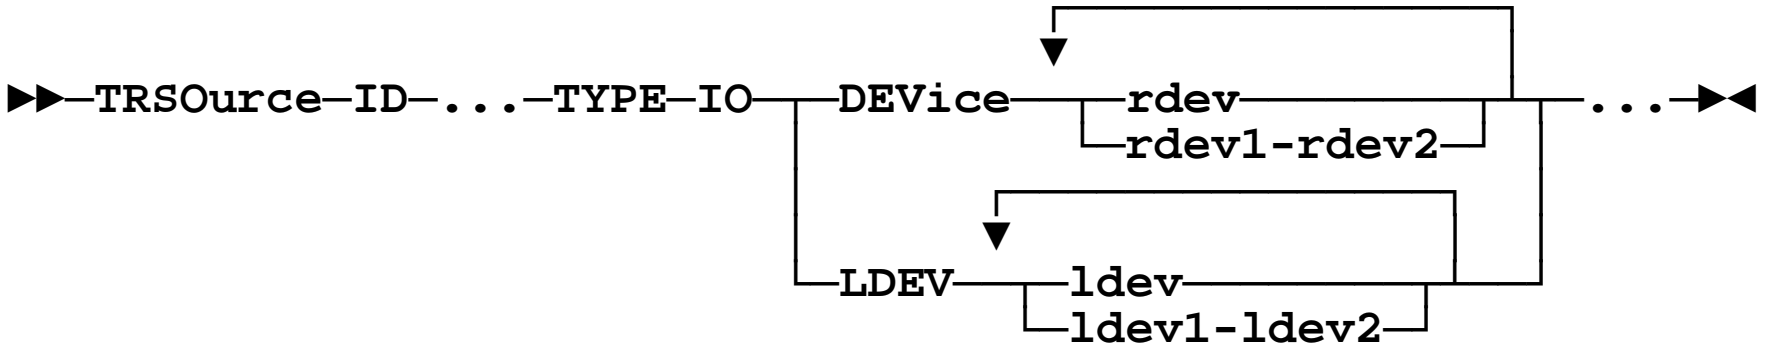 TRSOurce ID ... TYPE IO DEVice rdev ...
rdev1-rdev2
LDEV ldev
ldev1-ldev2